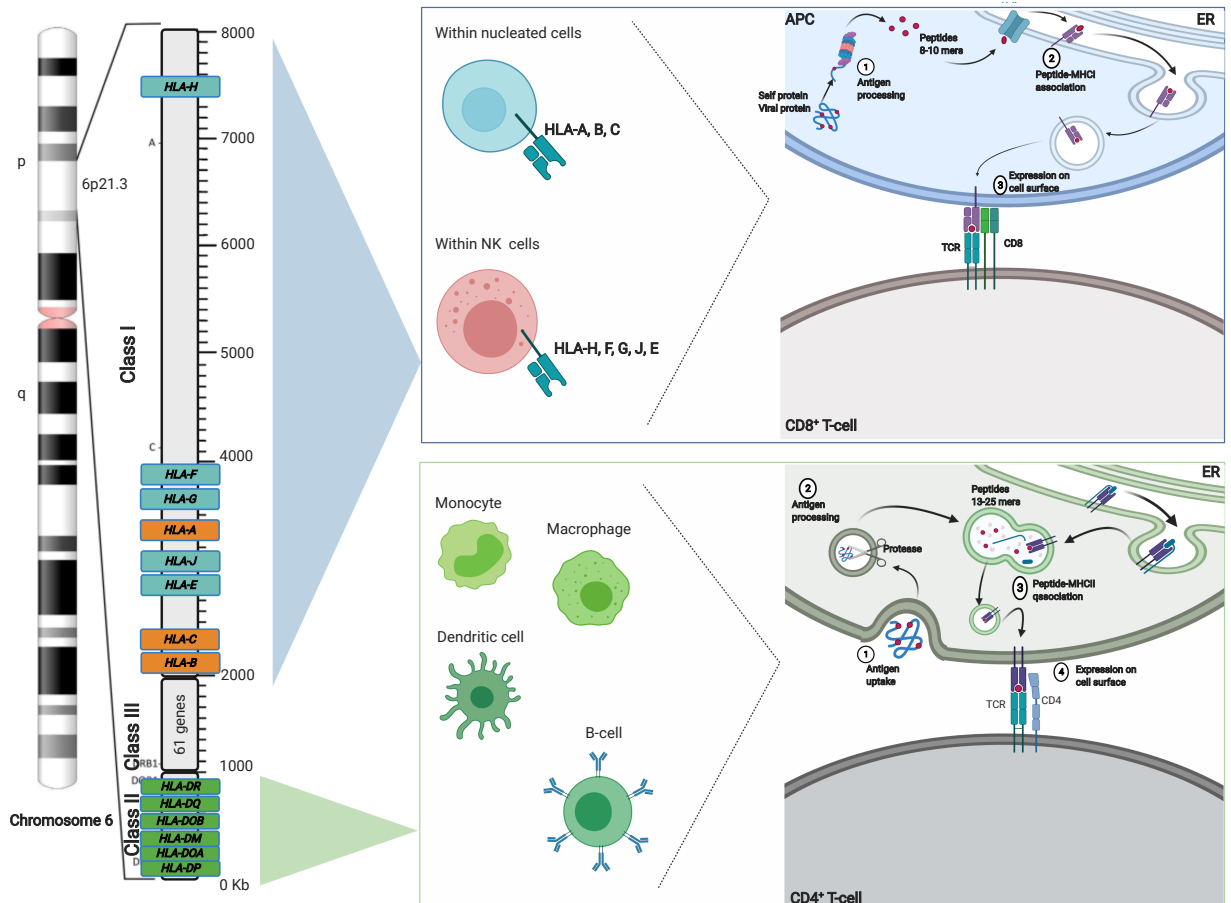 p
6p21.3
q
Chromosome 6
Class I
Class III
Class II
8000
HLA-H
7000
A
6000
5000
C
4000
HLA-F
HLA-G
HLA-A
HLA-J
HLA-E
HLA-C
HLA-B
2000
61 genes
RB1
1000
HLA-DR
HLA-DQ
HLA-DOB
HLA-DM
HLA-DOA
D
HLA-DP
0 Kb
Within nucleated cells
HLA-A, B, C
Within NK cells
HLA-H, F, G, J, E
APC
ER
Peptides
8-10 mers
1
Antigen
processing
Self protein
Viral protein
2
Peptide-MHCI
association
3
Expression on
cell surface
TCR
CD8
CD8+ T-cell
Monocyte
Macrophage
Dendritic cell
B-cell
ER
2
Antigen
processing
Peptides
13-25 mers
Protease
3
Peptide-MHCII
qssociation
1
Antigen
uptake
4
Expression on
cell surface
TCR
CD4
CD4+ T-cell